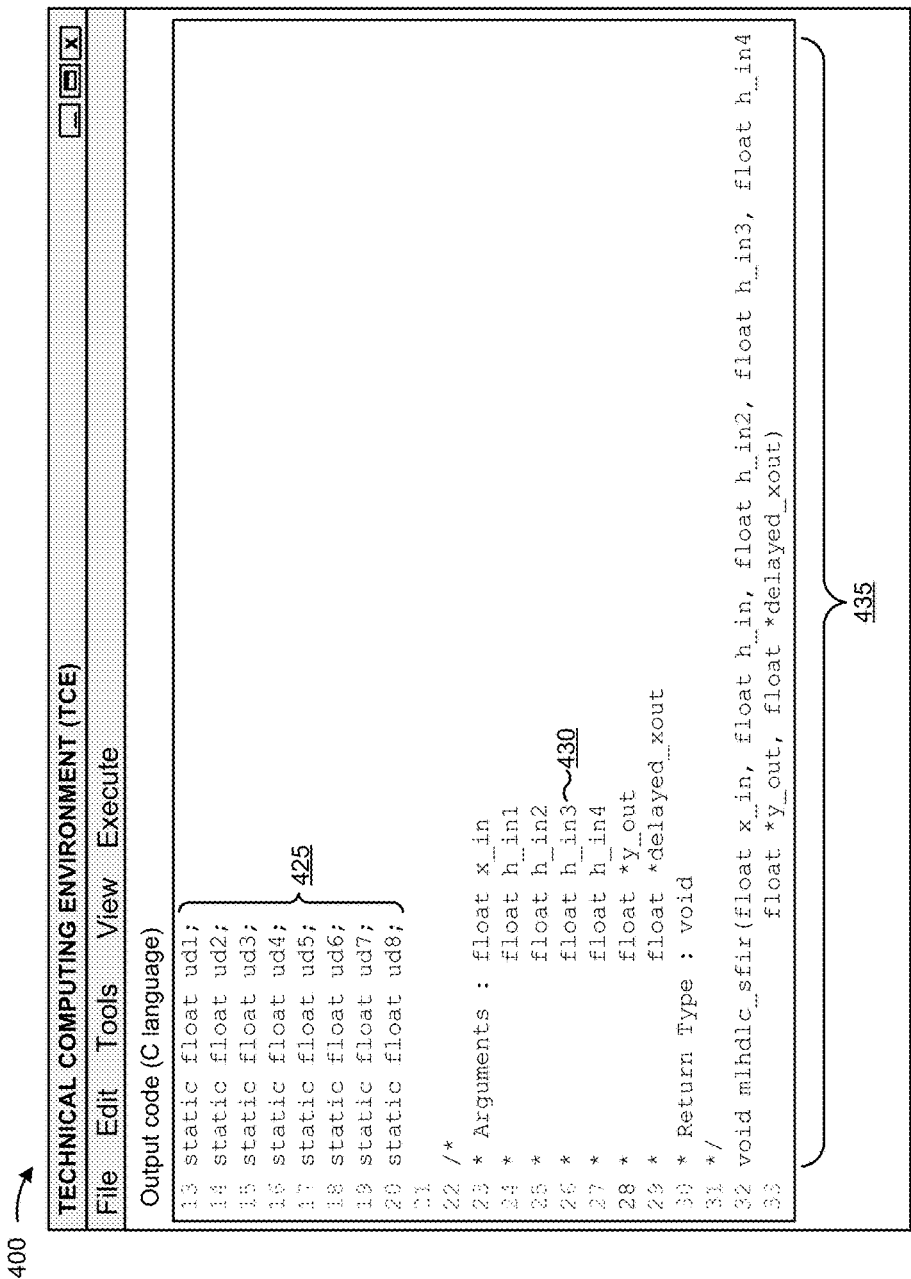 400
TECHNICAL COMPUTING ENVIRONMENT (TCE)
_ X
File Edit Tools View Execute
Output code (C language)
13 static float ud1;
14 static float ud2;
15 static float ud3;
16 static float ud4;
17 static float ud5;
18 static float ud6;
19 static float ud7;
20 static float ud8;
425
21
22 /*
23 * Arguments : float x_in
24 * float h_in1
25 * float h_in2
26 * float h_in3
430
27 * float h_in4
28 * float *y_out
29 * float *delayed_xout
30 * Return Type : void
31 */
32 void mlhdlc_sfir(float x_in, float h_in, float h_in2, float h_in3, float h_in4
33 float *y_out, float *delayed_xout)
435